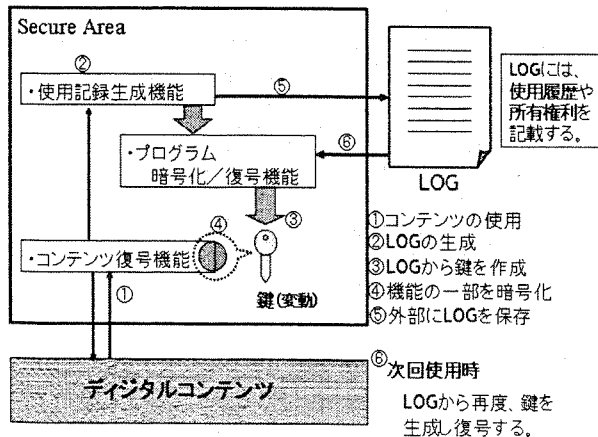 Secure Area
②
・使用記録生成機能
⑤
LOGには、
使用履歴や
所有権利を
記載する。
・プログラム
暗号化／復号機能
⑥
LOG
④
③
・コンテンツ復号機能
鍵(変動)
①
①コンテンツの使用
②LOGの生成
③LOGから鍵を作成
④機能の一部を暗号化
⑤外部にLOGを保存
ディジタルコンテンツ
⑥次回使用時
LOGから再度、鍵を
生成し復号する。